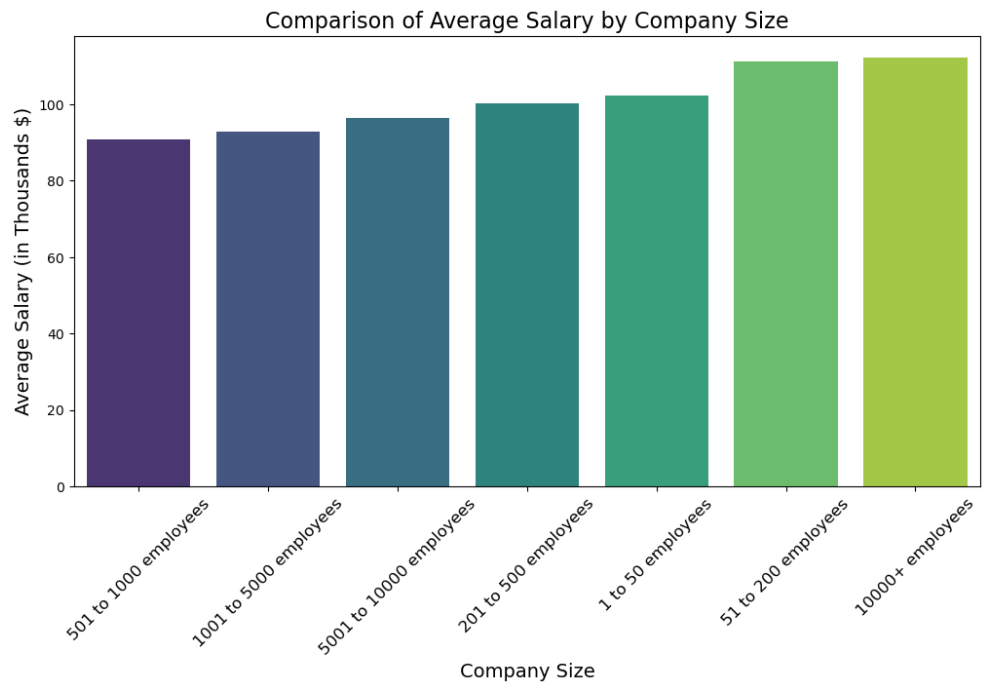 Comparison of Average Salary by Company Size
Average Salary (in Thousands $)
100
80
60
40
20
0
501 to 1000 employees
1001 to 5000 employees
5001 to 10000 employees
201 to 500 employees
1 to 50 employees
51 to 200 employees
10000+ employees
Company Size